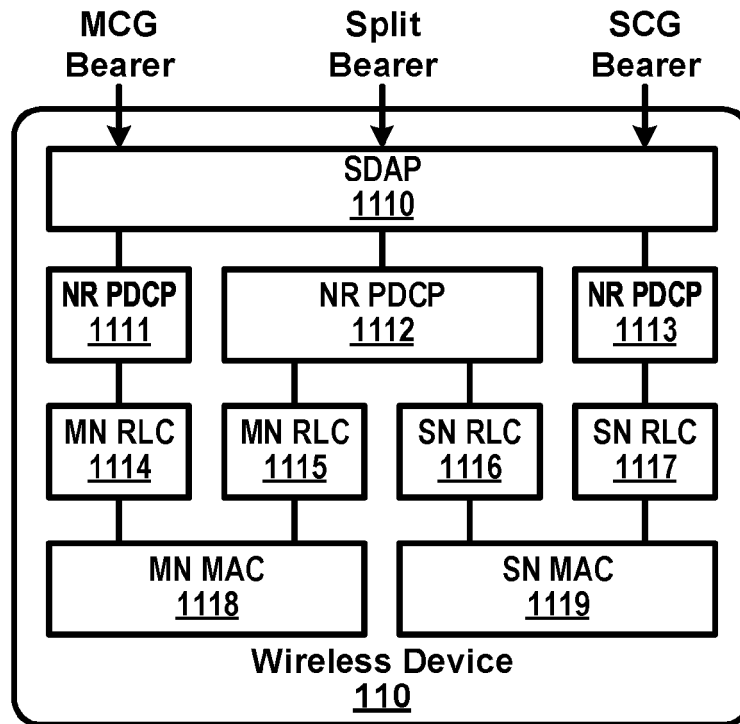 MCG Split SCG
Bearer Bearer Bearer
SDAP
1110
NR PDCP NR PDCP NR PDCP
1111 1112 1113
MN RLC MN RLC SN RLC SN RLC
1114 1115 1116 1117
MN MAC SN MAC
1118 1119
Wireless Device
110